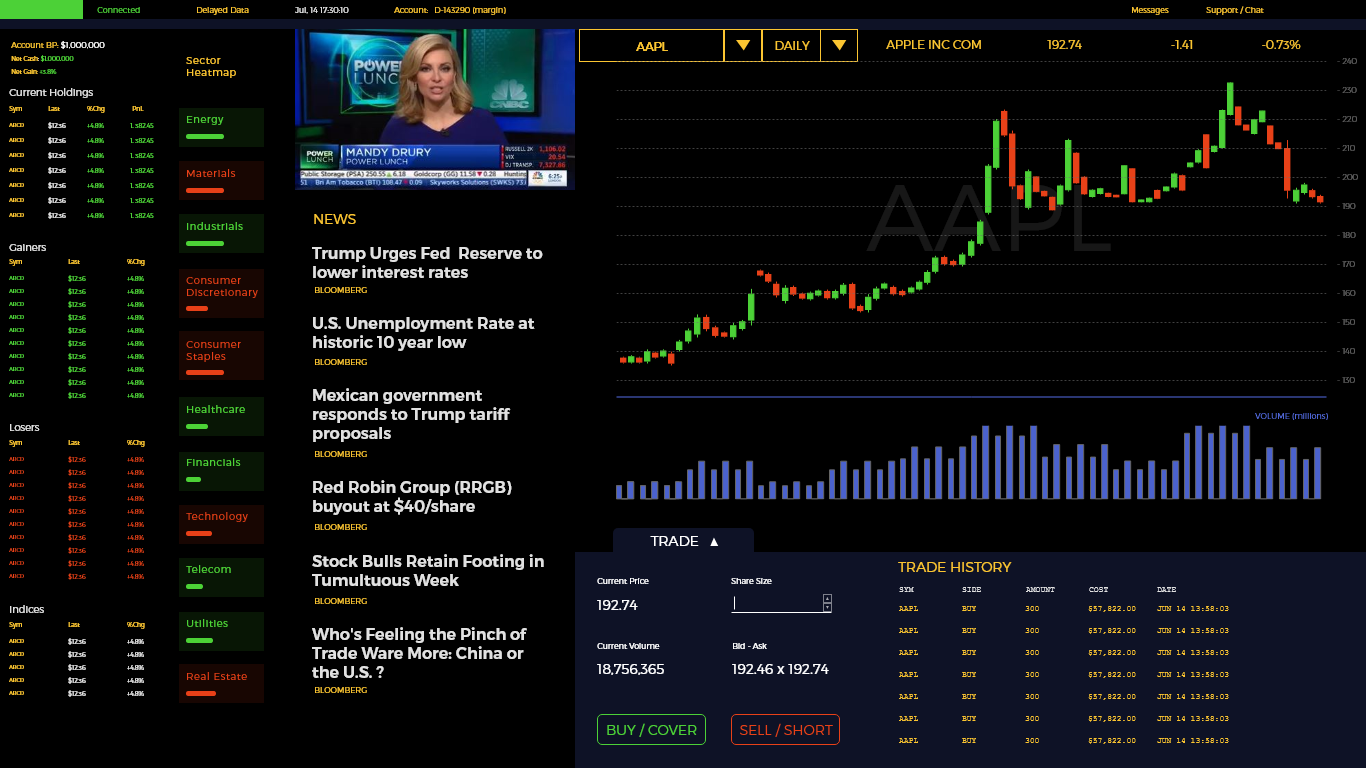 Connected Delayed Data Jul, 14 17:30:10 Account: D-143290 (margin) Messages Support / Chat
Account BP: $1,000,000
Net Cash: $1.000.000
Net Gain: +3.8%
Current Holdings
Sym Last %Chg PnL
ABCD $12.56 +4.8% 1.582.45
ABCD $12.56 +4.8% 1.582.45
ABCD $12.56 +4.8% 1.582.45
ABCD $12.56 +4.8% 1.582.45
ABCD $12.56 +4.8% 1.582.45
ABCD $12.56 +4.8% 1.582.45
ABCD $12.56 +4.8% 1.582.45
Gainers
Sym Last %Chg
ABCD $12.56 +4.8%
ABCD $12.56 +4.8%
ABCD $12.56 +4.8%
ABCD $12.56 +4.8%
ABCD $12.56 +4.8%
ABCD $12.56 +4.8%
ABCD $12.56 +4.8%
ABCD $12.56 +4.8%
ABCD $12.56 +4.8%
ABCD $12.56 +4.8%
Losers
Sym Last %Chg
ABCD $12.56 +4.8%
ABCD $12.56 +4.8%
ABCD $12.56 +4.8%
ABCD $12.56 +4.8%
ABCD $12.56 +4.8%
ABCD $12.56 +4.8%
ABCD $12.56 +4.8%
ABCD $12.56 +4.8%
ABCD $12.56 +4.8%
ABCD $12.56 +4.8%
Indices
Sym Last %Chg
ABCD $12.56 +4.8%
ABCD $12.56 +4.8%
ABCD $12.56 +4.8%
ABCD $12.56 +4.8%
ABCD $12.56 +4.8%
Sector
Heatmap
Energy
Materials
Industrials
Consumer
Discretionary
Consumer
Staples
Healthcare
Financials
Technology
Telecom
Utilities
Real Estate
POWER
LUNCH
CNBC
POWER
LUNCH
MANDY DRURY
POWER LUNCH
RUSSELL 2K 1,106.02
VIX 20.54
DJ TRANSP 7,327.66
Public Storage (PSA) 250.55 ▲ 6.18 Goldcorp (GG) 11.58 ▼ 0.28 Hunting
51 Bri Am Tobacco (BTI) 108.47 ▼ 0.09 Skyworks Solutions (SWKS) 73.
6:25p
LONDON
NEWS
Trump Urges Fed Reserve to
lower interest rates
BLOOMBERG
U.S. Unemployment Rate at
historic 10 year low
BLOOMBERG
Mexican government
responds to Trump tariff
proposals
BLOOMBERG
Red Robin Group (RRGB)
buyout at $40/share
BLOOMBERG
Stock Bulls Retain Footing in
Tumultuous Week
BLOOMBERG
Who's Feeling the Pinch of
Trade Ware More: China or
the U.S. ?
BLOOMBERG
AAPL ▼ DAILY ▼ APPLE INC COM 192.74 -1.41 -0.73%
240
230
220
210
200
190
180
170
160
150
140
130
AAPL
VOLUME (millions)
TRADE ▲
Current Price Share Size
192.74
Current Volume Bid - Ask
18,756,365 192.46 x 192.74
BUY / COVER SELL / SHORT
TRADE HISTORY
SYM SIDE AMOUNT COST DATE
AAPL BUY 300 $57,822.00 JUN 14 13:58:03
AAPL BUY 300 $57,822.00 JUN 14 13:58:03
AAPL BUY 300 $57,822.00 JUN 14 13:58:03
AAPL BUY 300 $57,822.00 JUN 14 13:58:03
AAPL BUY 300 $57,822.00 JUN 14 13:58:03
AAPL BUY 300 $57,822.00 JUN 14 13:58:03
AAPL BUY 300 $57,822.00 JUN 14 13:58:03